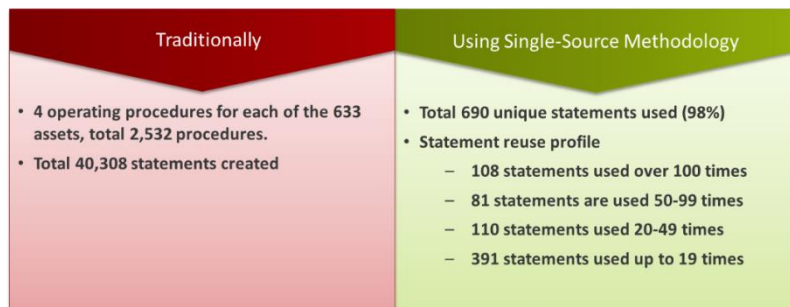 Traditionally
• 4 operating procedures for each of the 633
assets, total 2,532 procedures.
• Total 40,308 statements created
Using Single-Source Methodology
• Total 690 unique statements used (98%)
• Statement reuse profile
– 108 statements used over 100 times
– 81 statements are used 50-99 times
– 110 statements used 20-49 times
– 391 statements used up to 19 times